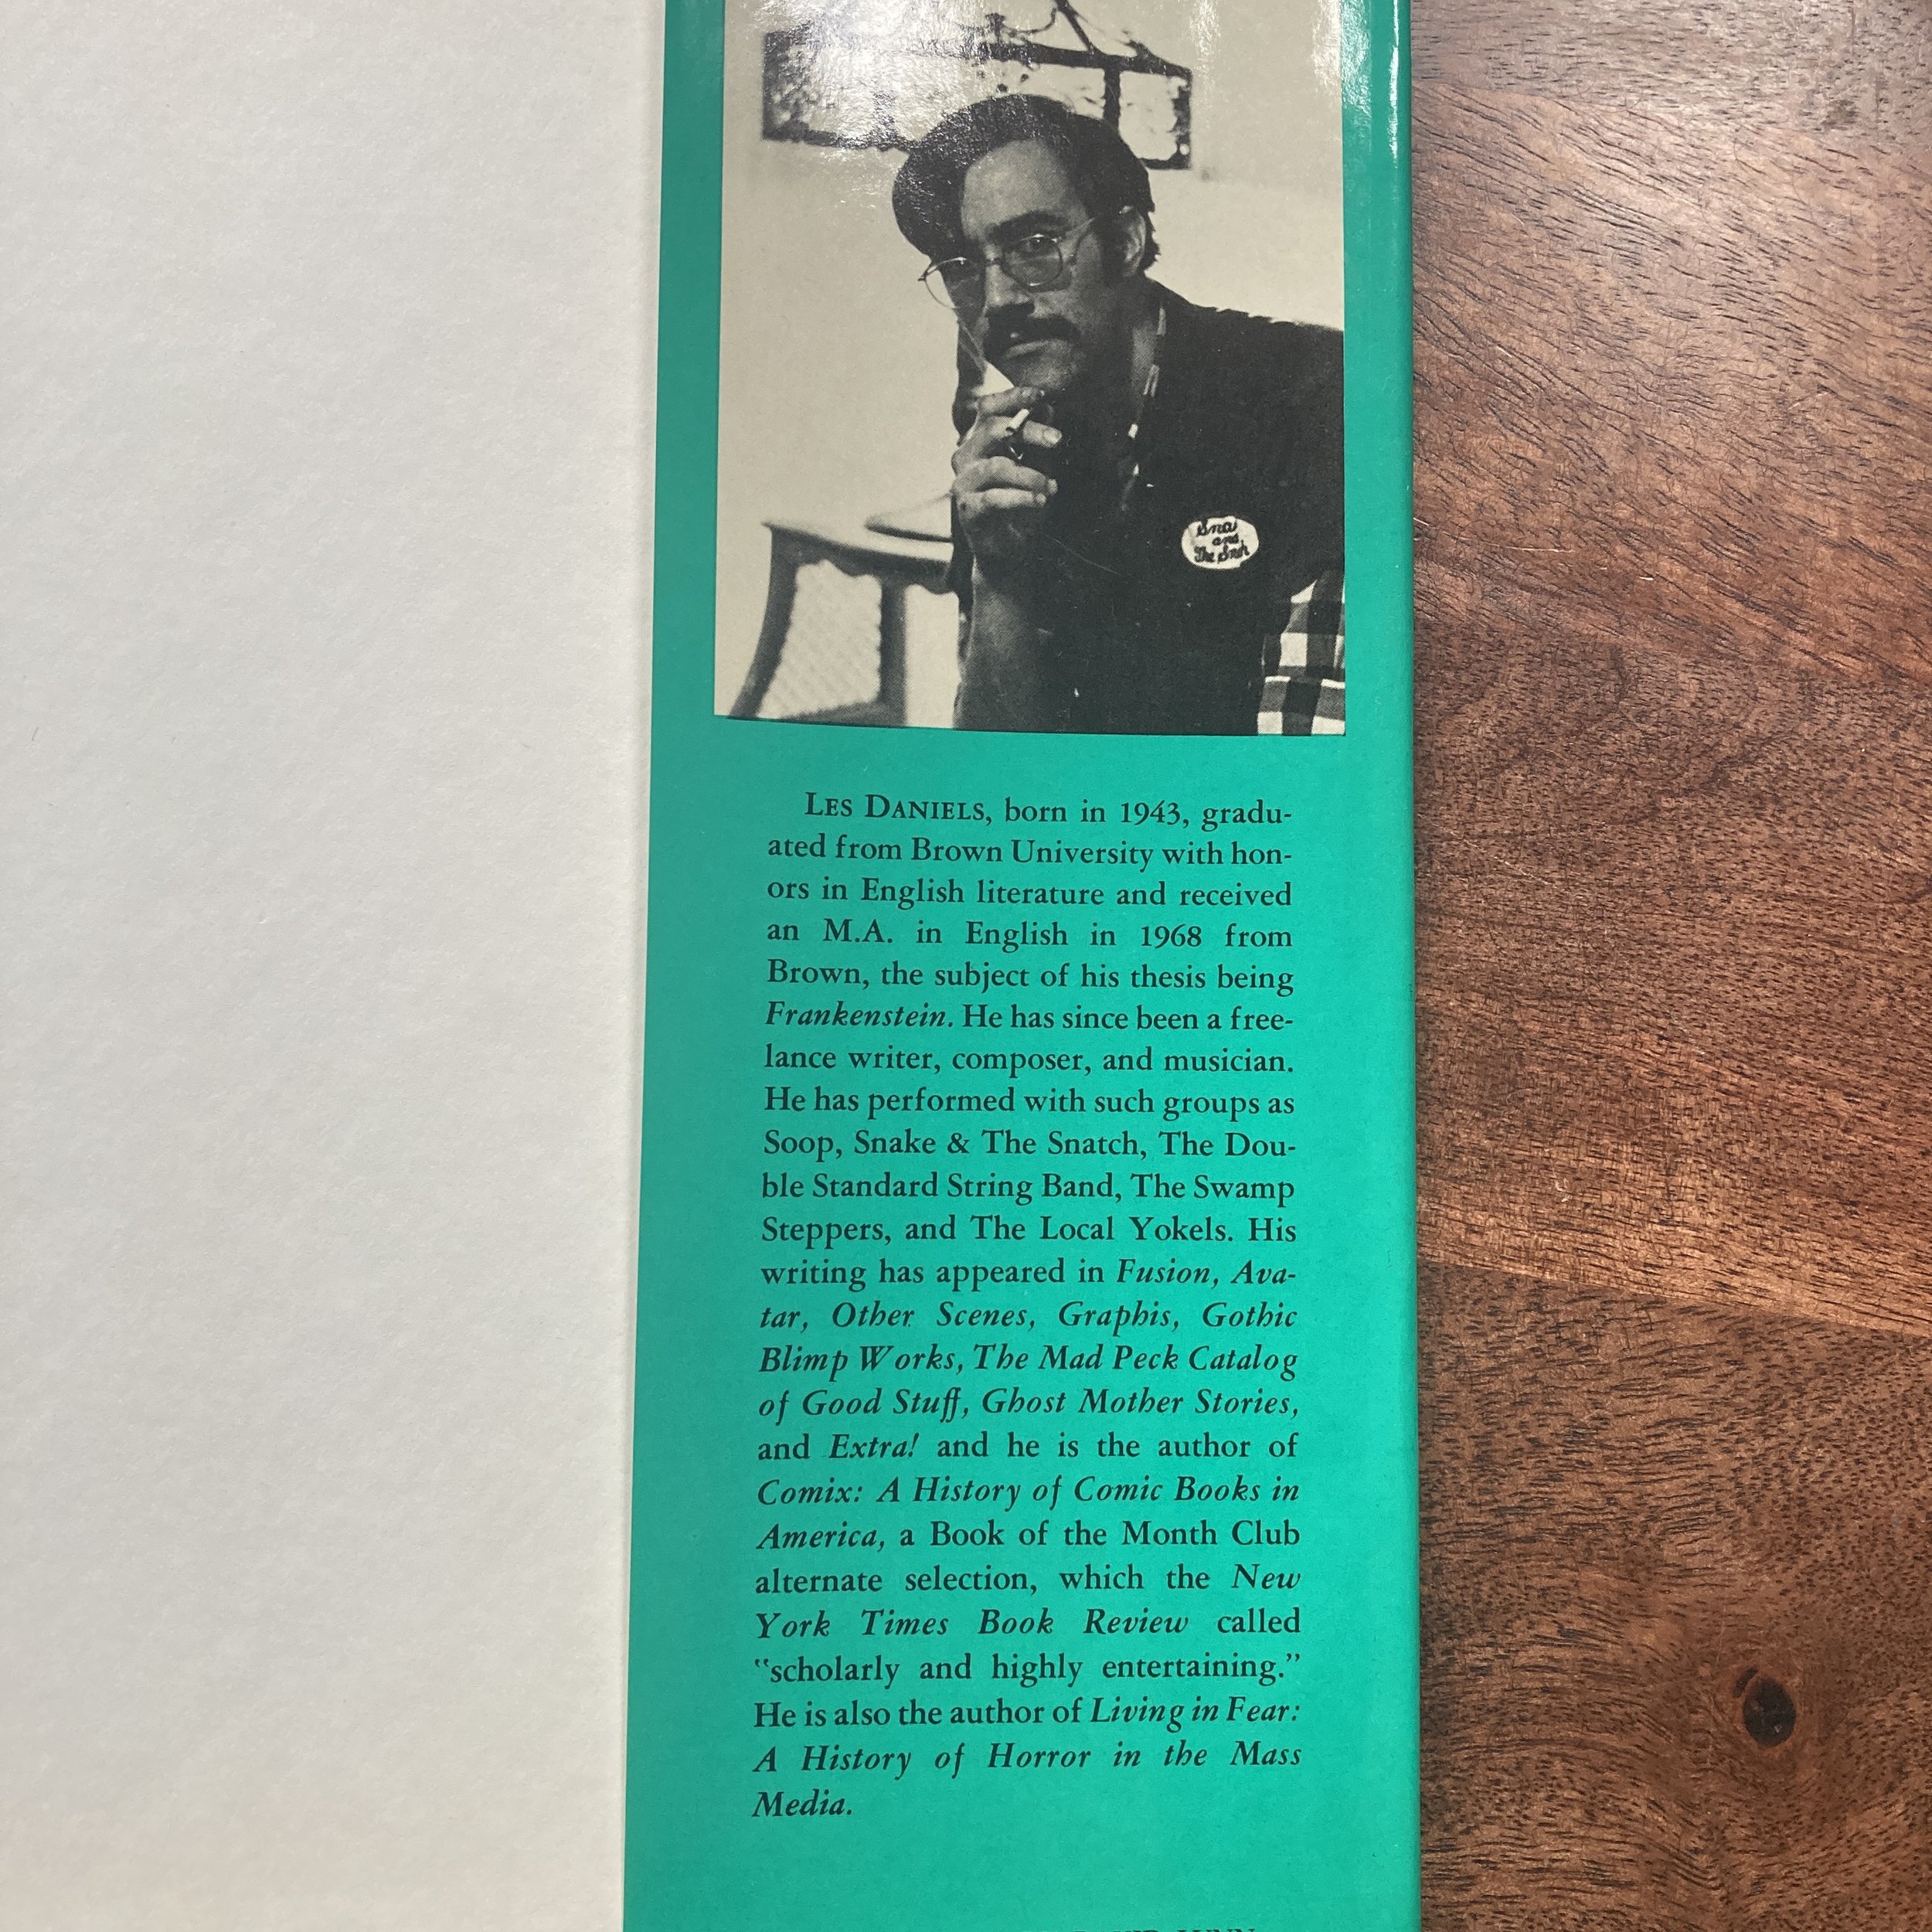 Sna
and
The Snh
LES DANIELS, born in 1943, gradu-
ated from Brown University with hon-
ors in English literature and received
an M.A. in English in 1968 from
Brown, the subject of his thesis being
Frankenstein. He has since been a free-
lance writer, composer, and musician.
He has performed with such groups as
Soop, Snake & The Snatch, The Dou-
ble Standard String Band, The Swamp
Steppers, and The Local Yokels. His
writing has appeared in Fusion, Ava-
tar, Other Scenes, Graphis, Gothic
Blimp Works, The Mad Peck Catalog
of Good Stuff, Ghost Mother Stories,
and Extra! and he is the author of
Comix: A History of Comic Books in
America, a Book of the Month Club
alternate selection, which the New
York Times Book Review called
"scholarly and highly entertaining."
He is also the author of Living in Fear:
A History of Horror in the Mass
Media.